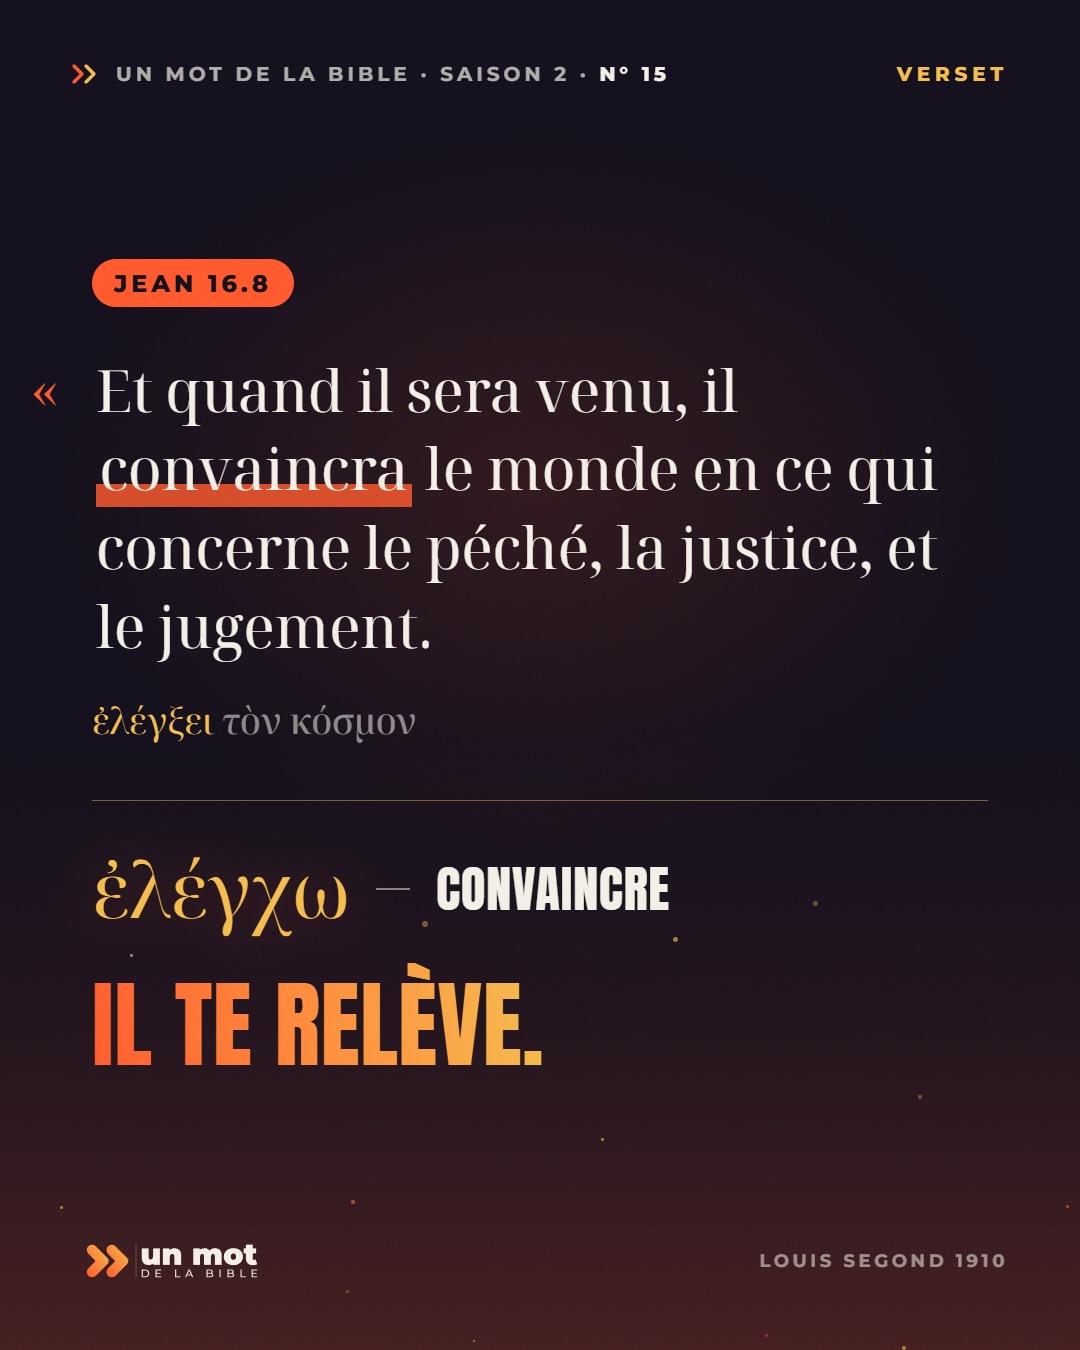 UN MOT DE LA BIBLE · SAISON 2 · N° 15
VERSET
JEAN 16.8
« Et quand il sera venu, il
convaincra le monde en ce qui
concerne le péché, la justice, et
le jugement.
ἐλέγξει τὸν κόσμον
ἐλέγχω — CONVAINCRE
IL TE RELÈVE.
un mot
DE LA BIBLE
LOUIS SEGOND 1910